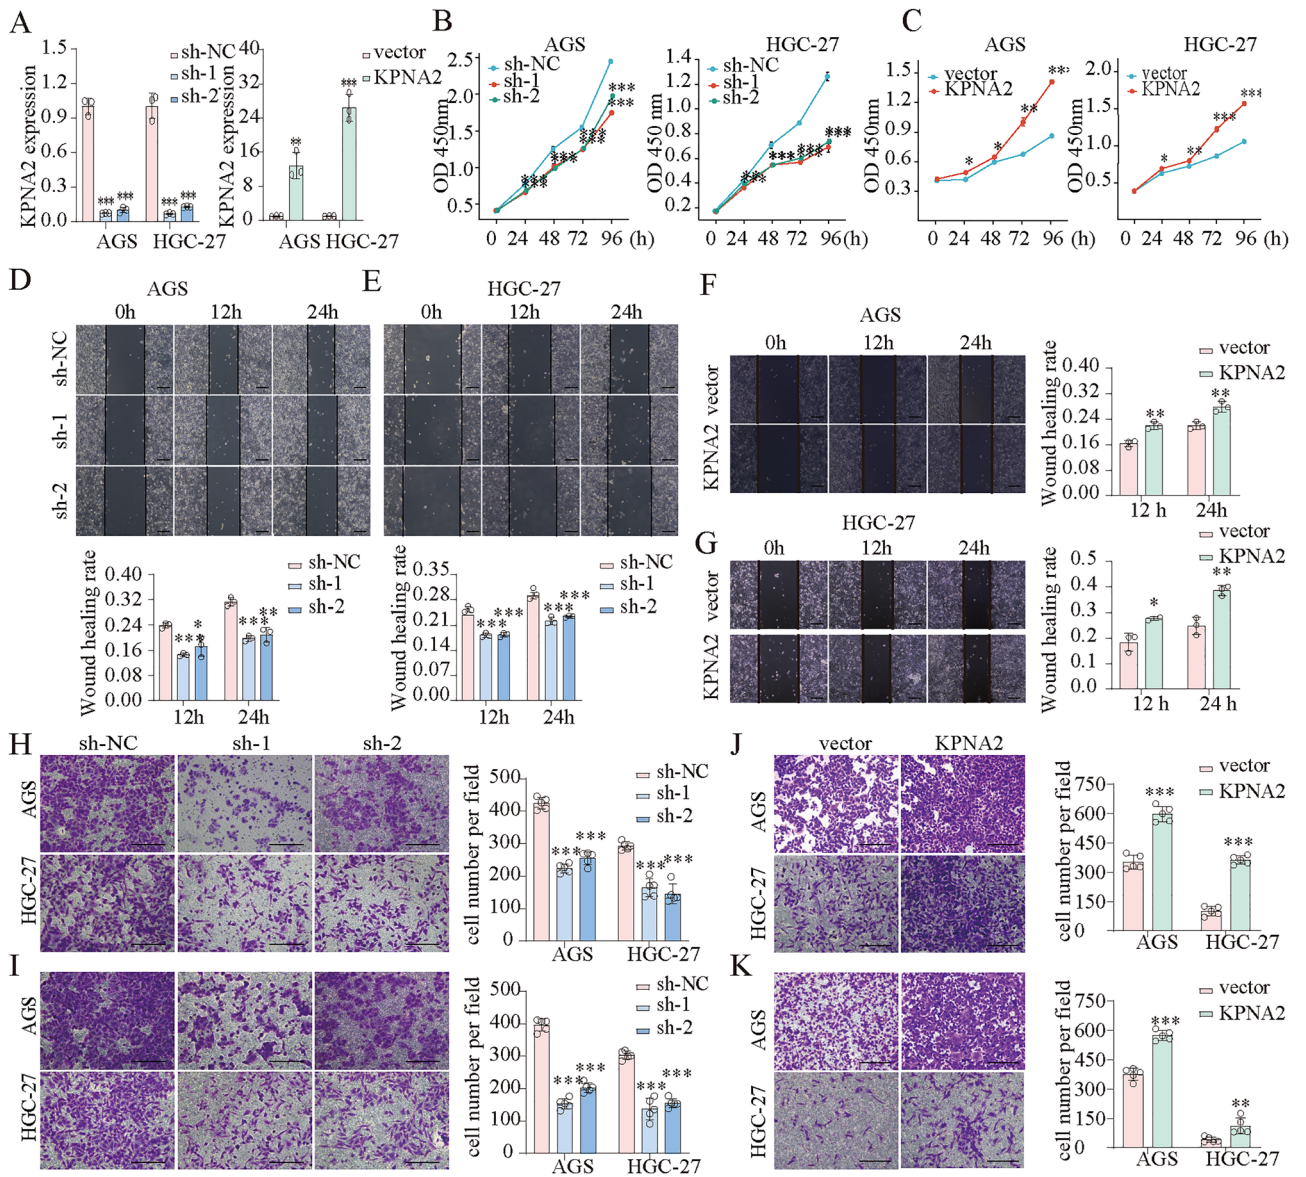 A
KPNA2 expression
1.5
1.2
0.9
0.6
0.3
0.0
sh-NC
sh-1
sh-2
***
***
***
***
AGS
HGC-27
KPNA2 expression
40
32
24
16
8
0
vector
KPNA2
**
***
AGS HGC-27
B
AGS
OD 450nm
2.5
2.0
1.5
1.0
0.5
sh-NC
sh-1
sh-2
***
***
***
***
***
***
***
0 24 48 72 96 (h)
HGC-27
OD 450 nm
1.4
1.2
1.0
0.8
0.6
0.4
0.2
sh-NC
sh-1
sh-2
***
***
***
***
***
***
0 24 48 72 96 (h)
C
AGS
OD 450nm
1.5
1.2
0.9
0.6
0.3
vector
KPNA2
*
*
**
***
0 24 48 72 96 (h)
HGC-27
OD 450nm
2.0
1.5
1.0
0.5
vector
KPNA2
*
**
***
***
0 24 48 72 96 (h)
D
AGS
0h 12h 24h
sh-NC
sh-1
sh-2
Wound healing rate
0.40
0.32
0.24
0.16
0.08
0.00
sh-NC
sh-1
sh-2
***
*
***
**
12h 24h
E
HGC-27
0h 12h 24h
Wound healing rate
0.35
0.28
0.21
0.14
0.07
0.00
sh-NC
sh-1
sh-2
***
***
***
***
12h 24h
F
AGS
0h 12h 24h
vector
KPNA2
Wound healing rate
0.40
0.32
0.24
0.16
0.08
0.00
vector
KPNA2
**
**
12 h 24h
G
HGC-27
0h 12h 24h
vector
KPNA2
Wound healing rate
0.5
0.4
0.3
0.2
0.1
0.0
vector
KPNA2
*
**
12 h 24 h
H
sh-NC sh-1 sh-2
AGS
HGC-27
cell number per field
500
400
300
200
100
0
sh-NC
sh-1
sh-2
***
***
***
***
AGS HGC-27
I
AGS
HGC-27
cell number per field
500
400
300
200
100
0
sh-NC
sh-1
sh-2
***
***
***
***
AGS HGC-27
J
vector KPNA2
AGS
HGC-27
cell number per field
750
600
450
300
150
0
vector
KPNA2
***
***
AGS HGC-27
K
AGS
HGC-27
cell number per field
750
600
450
300
150
0
vector
KPNA2
***
**
AGS HGC-27